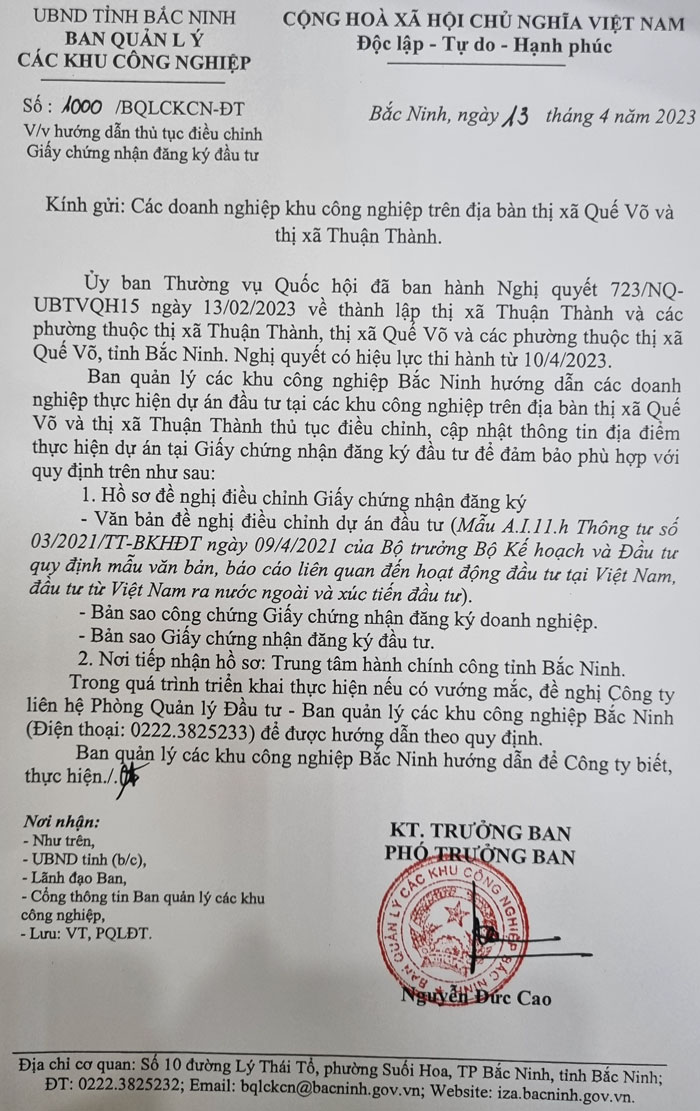 UBND TỈNH BẮC NINH
BAN QUẢN LÝ
CÁC KHU CÔNG NGHIỆP
CỘNG HOÀ XÃ HỘI CHỦ NGHĨA VIỆT NAM
Độc lập - Tự do - Hạnh phúc
Số : 1000 /BQLCKCN-ĐT
V/v hướng dẫn thủ tục điều chỉnh
Giấy chứng nhận đăng ký đầu tư
Bắc Ninh, ngày 13 tháng 4 năm 2023
Kính gửi: Các doanh nghiệp khu công nghiệp trên địa bàn thị xã Quế Võ và
thị xã Thuận Thành.
Ủy ban Thường vụ Quốc hội đã ban hành Nghị quyết 723/NQ-
UBTVQH15 ngày 13/02/2023 về thành lập thị xã Thuận Thành và các
phường thuộc thị xã Thuận Thành, thị xã Quế Võ và các phường thuộc thị xã
Quế Võ, tỉnh Bắc Ninh. Nghị quyết có hiệu lực thi hành từ 10/4/2023.
Ban quản lý các khu công nghiệp Bắc Ninh hướng dẫn các doanh
nghiệp thực hiện dự án đầu tư tại các khu công nghiệp trên địa bàn thị xã Quế
Võ và thị xã Thuận Thành thủ tục điều chỉnh, cập nhật thông tin địa điểm
thực hiện dự án tại Giấy chứng nhận đăng ký đầu tư để đảm bảo phù hợp với
quy định trên như sau:
1. Hồ sơ đề nghị điều chỉnh Giấy chứng nhận đăng ký
- Văn bản đề nghị điều chỉnh dự án đầu tư (Mẫu A.I.11.h Thông tư số
03/2021/TT-BKHĐT ngày 09/4/2021 của Bộ trưởng Bộ Kế hoạch và Đầu tư
quy định mẫu văn bản, báo cáo liên quan đến hoạt động đầu tư tại Việt Nam,
đầu tư từ Việt Nam ra nước ngoài và xúc tiến đầu tư).
- Bản sao công chứng Giấy chứng nhận đăng ký doanh nghiệp.
- Bản sao Giấy chứng nhận đăng ký đầu tư.
2. Nơi tiếp nhận hồ sơ: Trung tâm hành chính công tỉnh Bắc Ninh.
Trong quá trình triển khai thực hiện nếu có vướng mắc, đề nghị Công ty
liên hệ Phòng Quản lý Đầu tư - Ban quản lý các khu công nghiệp Bắc Ninh
(Điện thoại: 0222.3825233) để được hướng dẫn theo quy định.
Ban quản lý các khu công nghiệp Bắc Ninh hướng dẫn để Công ty biết,
thực hiện./.
Nơi nhận:
- Như trên,
- UBND tỉnh (b/c),
- Lãnh đạo Ban,
- Cổng thông tin Ban quản lý các khu
công nghiệp,
- Lưu: VT, PQLĐT.
KT. TRƯỞNG BAN
PHÓ TRƯỞNG BAN
BAN QUẢN LÝ CÁC KHU CÔNG NGHIỆP BẮC NINH
Nguyễn Đức Cao
Địa chỉ cơ quan: Số 10 đường Lý Thái Tổ, phường Suối Hoa, TP Bắc Ninh, tỉnh Bắc Ninh;
ĐT: 0222.3825232; Email: bqlckcn@bacninh.gov.vn; Website: iza.bacninh.gov.vn.